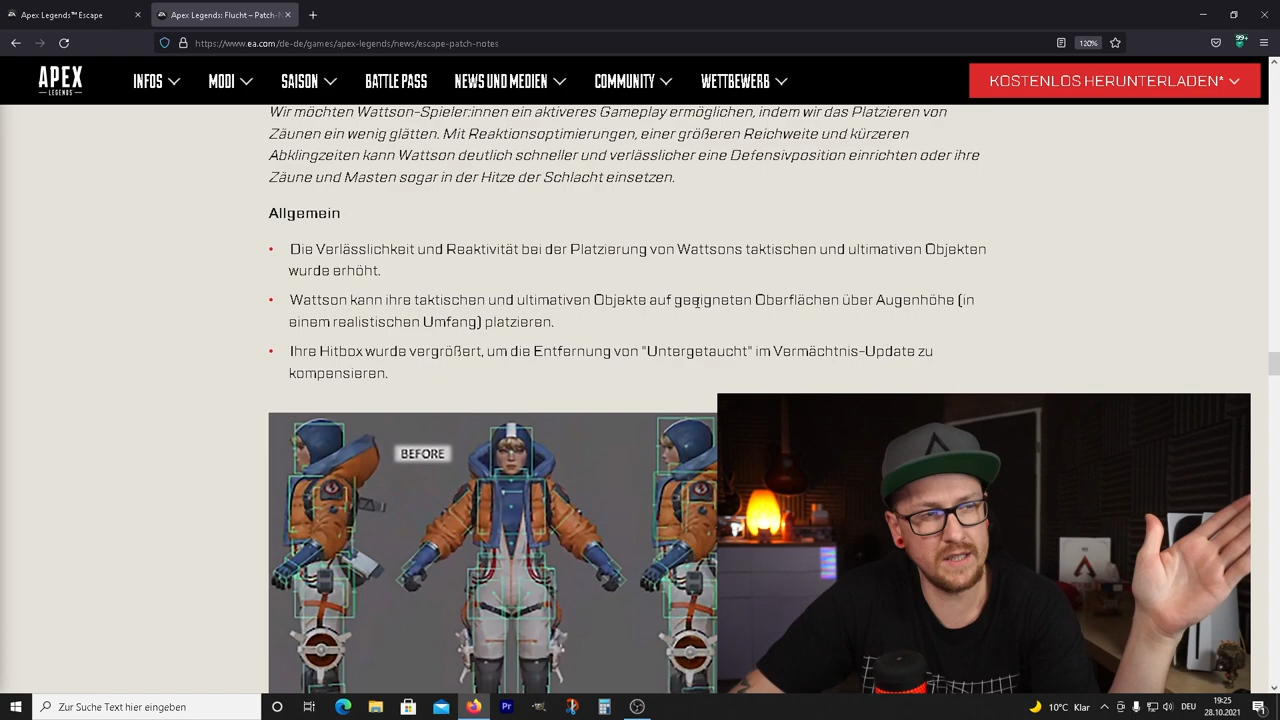 Apex Legends™ Escape
Apex Legends: Flucht – Patch-N
https://www.ea.com/de-de/games/apex-legends/news/escape-patch-notes
120%
99+
APEX
LEGENDS
INFOS
MODI
SAISON
BATTLE PASS
NEWS UND MEDIEN
COMMUNITY
WETTBEWERB
KOSTENLOS HERUNTERLADEN*
Wir möchten Wattson-Spieler:innen ein aktiveres Gameplay ermöglichen, indem wir das Platzieren von
Zäunen ein wenig glätten. Mit Reaktionsoptimierungen, einer größeren Reichweite und kürzeren
Abklingzeiten kann Wattson deutlich schneller und verlässlicher eine Defensivposition einrichten oder ihre
Zäune und Masten sogar in der Hitze der Schlacht einsetzen.
Allgemein
• Die Verlässlichkeit und Reaktivität bei der Platzierung von Wattsons taktischen und ultimativen Objekten
wurde erhöht.
• Wattson kann ihre taktischen und ultimativen Objekte auf geeigneten Oberflächen über Augenhöhe (in
einem realistischen Umfang) platzieren.
• Ihre Hitbox wurde vergrößert, um die Entfernung von "Untergetaucht" im Vermächtnis-Update zu
kompensieren.
BEFORE
Zur Suche Text hier eingeben
Pr
10°C Klar
DEU
19:25
28.10.2021
1